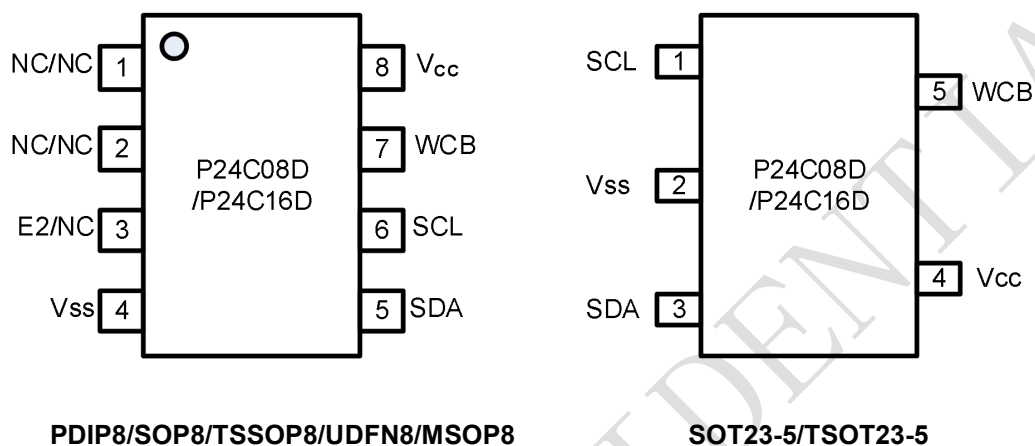 NC/NC 1
8 Vcc
NC/NC 2
7 WCB
E2/NC 3
6 SCL
Vss 4
5 SDA
P24C08D
/P24C16D
PDIP8/SOP8/TSSOP8/UDFN8/MSOP8
SCL 1
5 WCB
Vss 2
P24C08D
/P24C16D
4 Vcc
SDA 3
SOT23-5/TSOT23-5
DENTIA